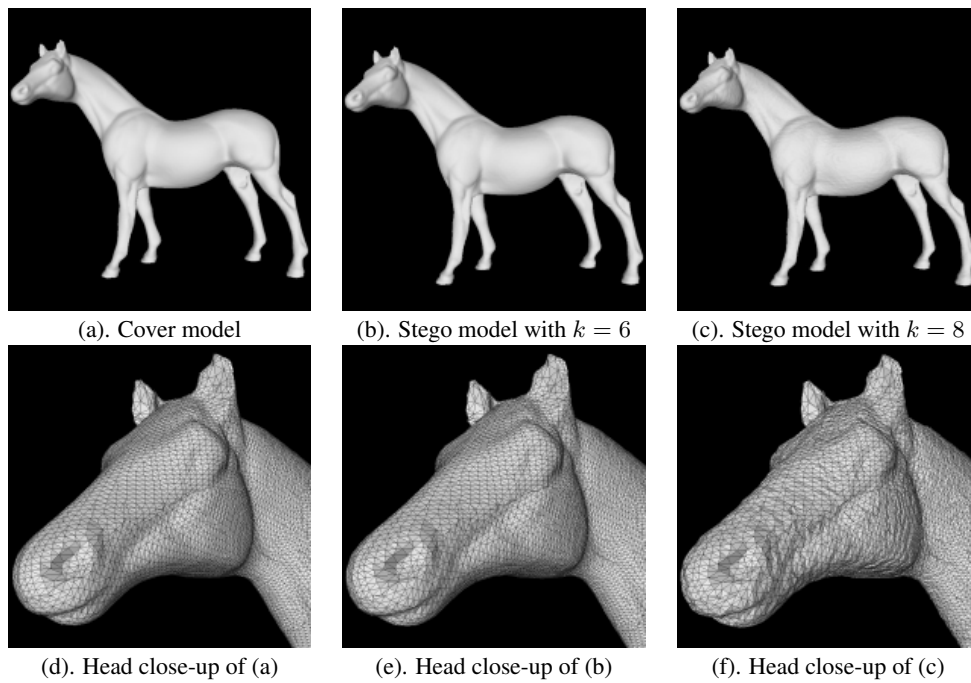 (a). Cover model
(b). Stego model with k = 6
(c). Stego model with k = 8
(d). Head close-up of (a)
(e). Head close-up of (b)
(f). Head close-up of (c)